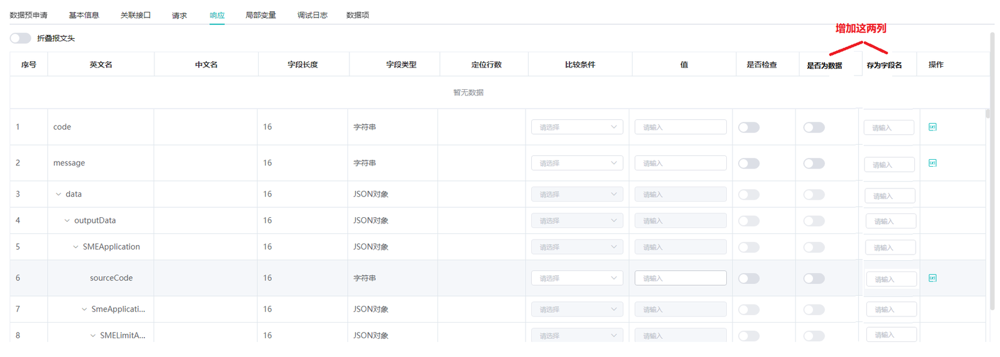 数据预申请 基本信息 关联接口 请求 响应 局部变量 调试日志 数据项
增加这两列
折叠报文头
序号 英文名 中文名 字段长度 字段类型 定位行数 比较条件 值 是否检查 是否为数据 存为字段名 操作
暂无数据
1 code 16 字符串 请选择 请输入 请输入
2 message 16 字符串 请选择 请输入 请输入
3 data 16 JSON对象 请选择 请输入 请输入
4 outputData 16 JSON对象 请选择 请输入 请输入
5 SMEApplication 16 JSON对象 请选择 请输入 请输入
6 sourceCode 16 字符串 请选择 请输入 请输入
7 SmeApplicati... 16 JSON对象 请选择 请输入 请输入
8 SMELimitA... 16 JSON对象 请选择 请输入 请输入